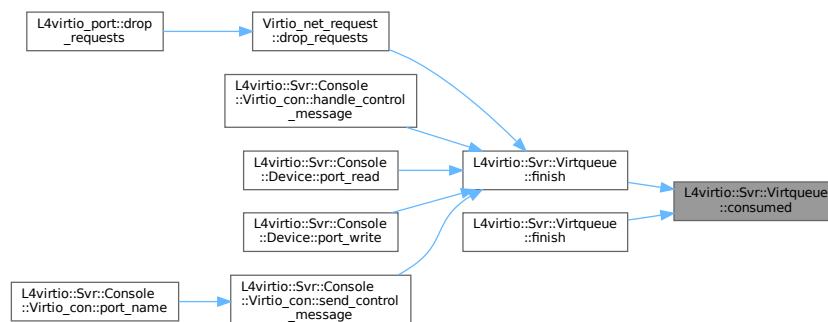 L4virtio_port::drop
_requests
Virtio_net_request
::drop_requests
L4virtio::Svr::Console
::Virtio_con::handle_control
_message
L4virtio::Svr::Console
::Device::port_read
L4virtio::Svr::Console
::Device::port_write
L4virtio::Svr::Console
::Virtio_con::port_name
L4virtio::Svr::Console
::Virtio_con::send_control
_message
L4virtio::Svr::Virtqueue
::finish
L4virtio::Svr::Virtqueue
::finish
L4virtio::Svr::Virtqueue
::consumed